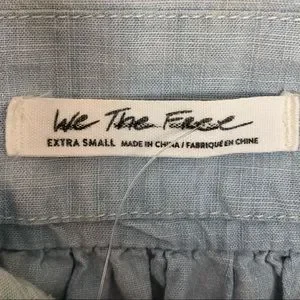 We The Free
EXTRA SMALL MADE IN CHINA / FABRIQUÉ EN CHINE